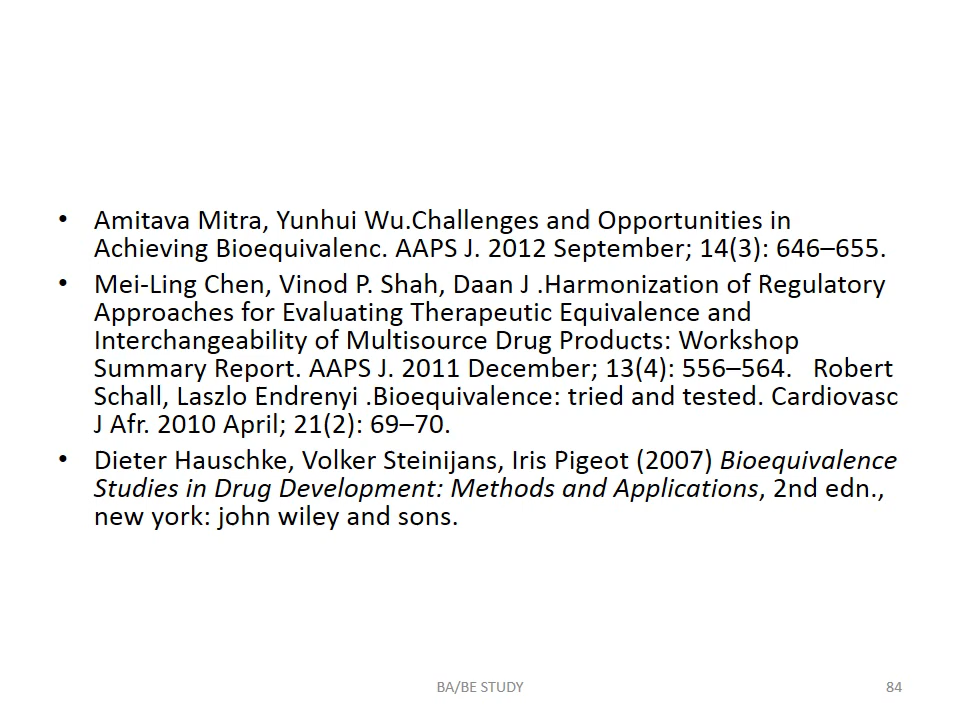 • Amitava Mitra, Yunhui Wu.Challenges and Opportunities in
Achieving Bioequivalenc. AAPS J. 2012 September; 14(3): 646–655.
• Mei-Ling Chen, Vinod P. Shah, Daan J .Harmonization of Regulatory
Approaches for Evaluating Therapeutic Equivalence and
Interchangeability of Multisource Drug Products: Workshop
Summary Report. AAPS J. 2011 December; 13(4): 556–564.   Robert
Schall, Laszlo Endrenyi .Bioequivalence: tried and tested. Cardiovasc
J Afr. 2010 April; 21(2): 69–70.
• Dieter Hauschke, Volker Steinijans, Iris Pigeot (2007) Bioequivalence
Studies in Drug Development: Methods and Applications, 2nd edn.,
new york: john wiley and sons.
BA/BE STUDY
84